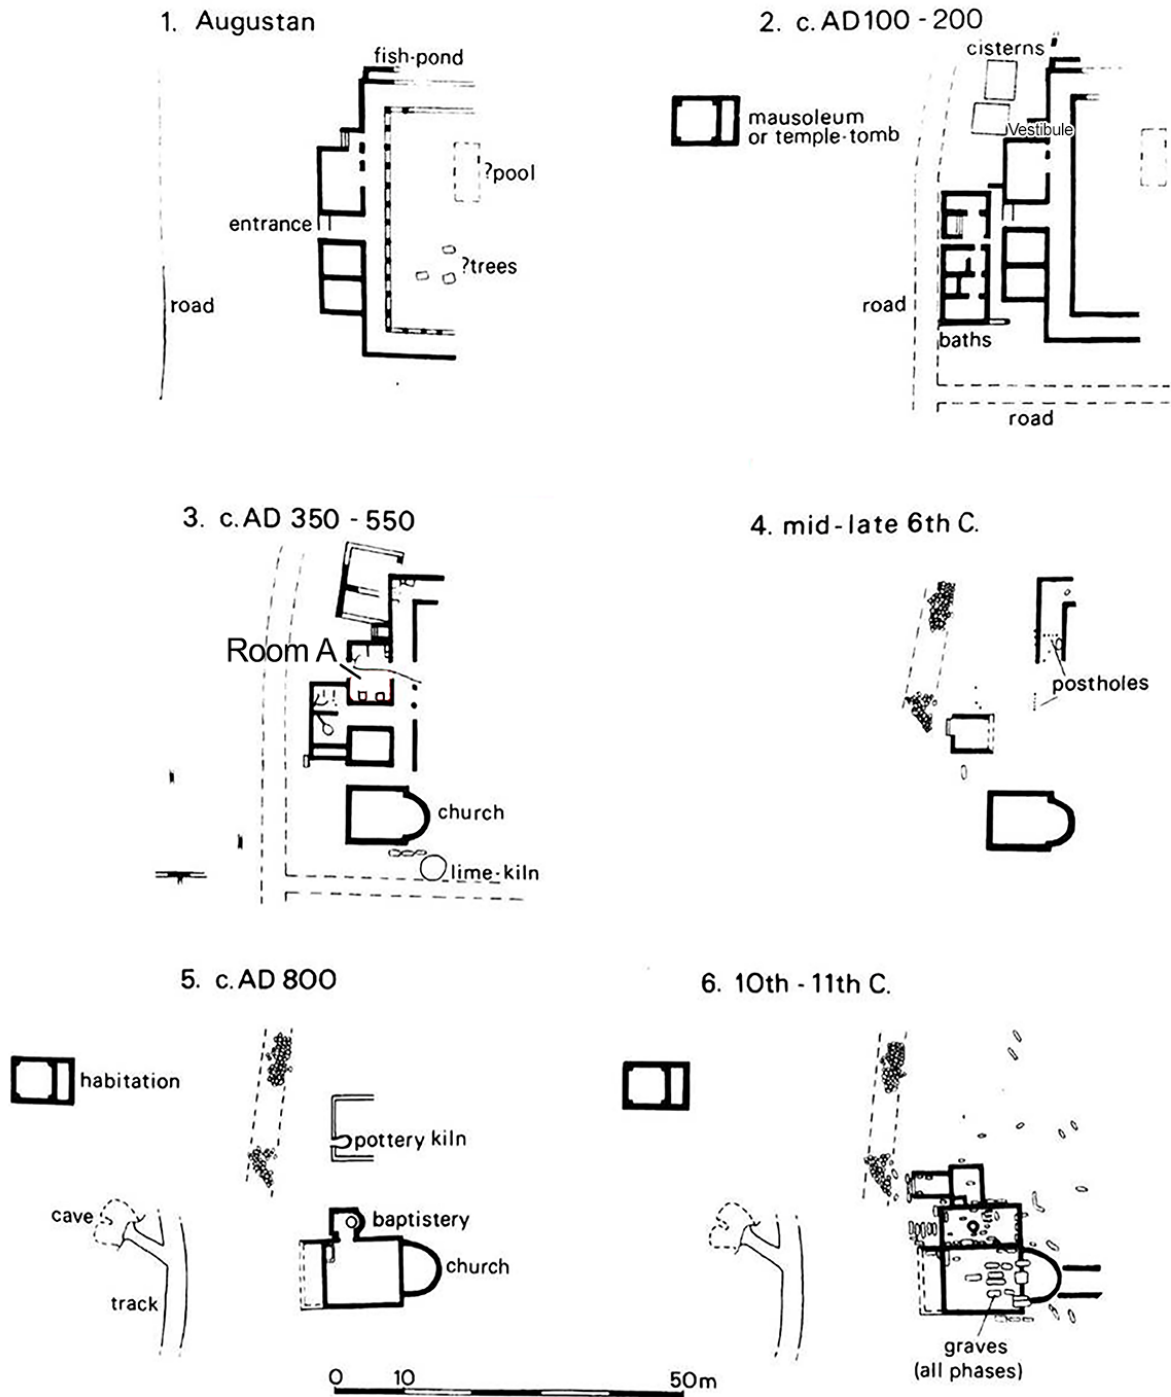 1. Augustan
fish-pond
?pool
entrance
?trees
road
2. c. AD 100 - 200
cisterns
mausoleum
or temple-tomb
Vestibule
road
baths
road
3. c. AD 350 - 550
Room A
church
lime-kiln
4. mid-late 6th C.
postholes
5. c. AD 800
habitation
pottery kiln
cave
baptistery
church
track
6. 10th - 11th C.
graves
(all phases)
0 10 50m